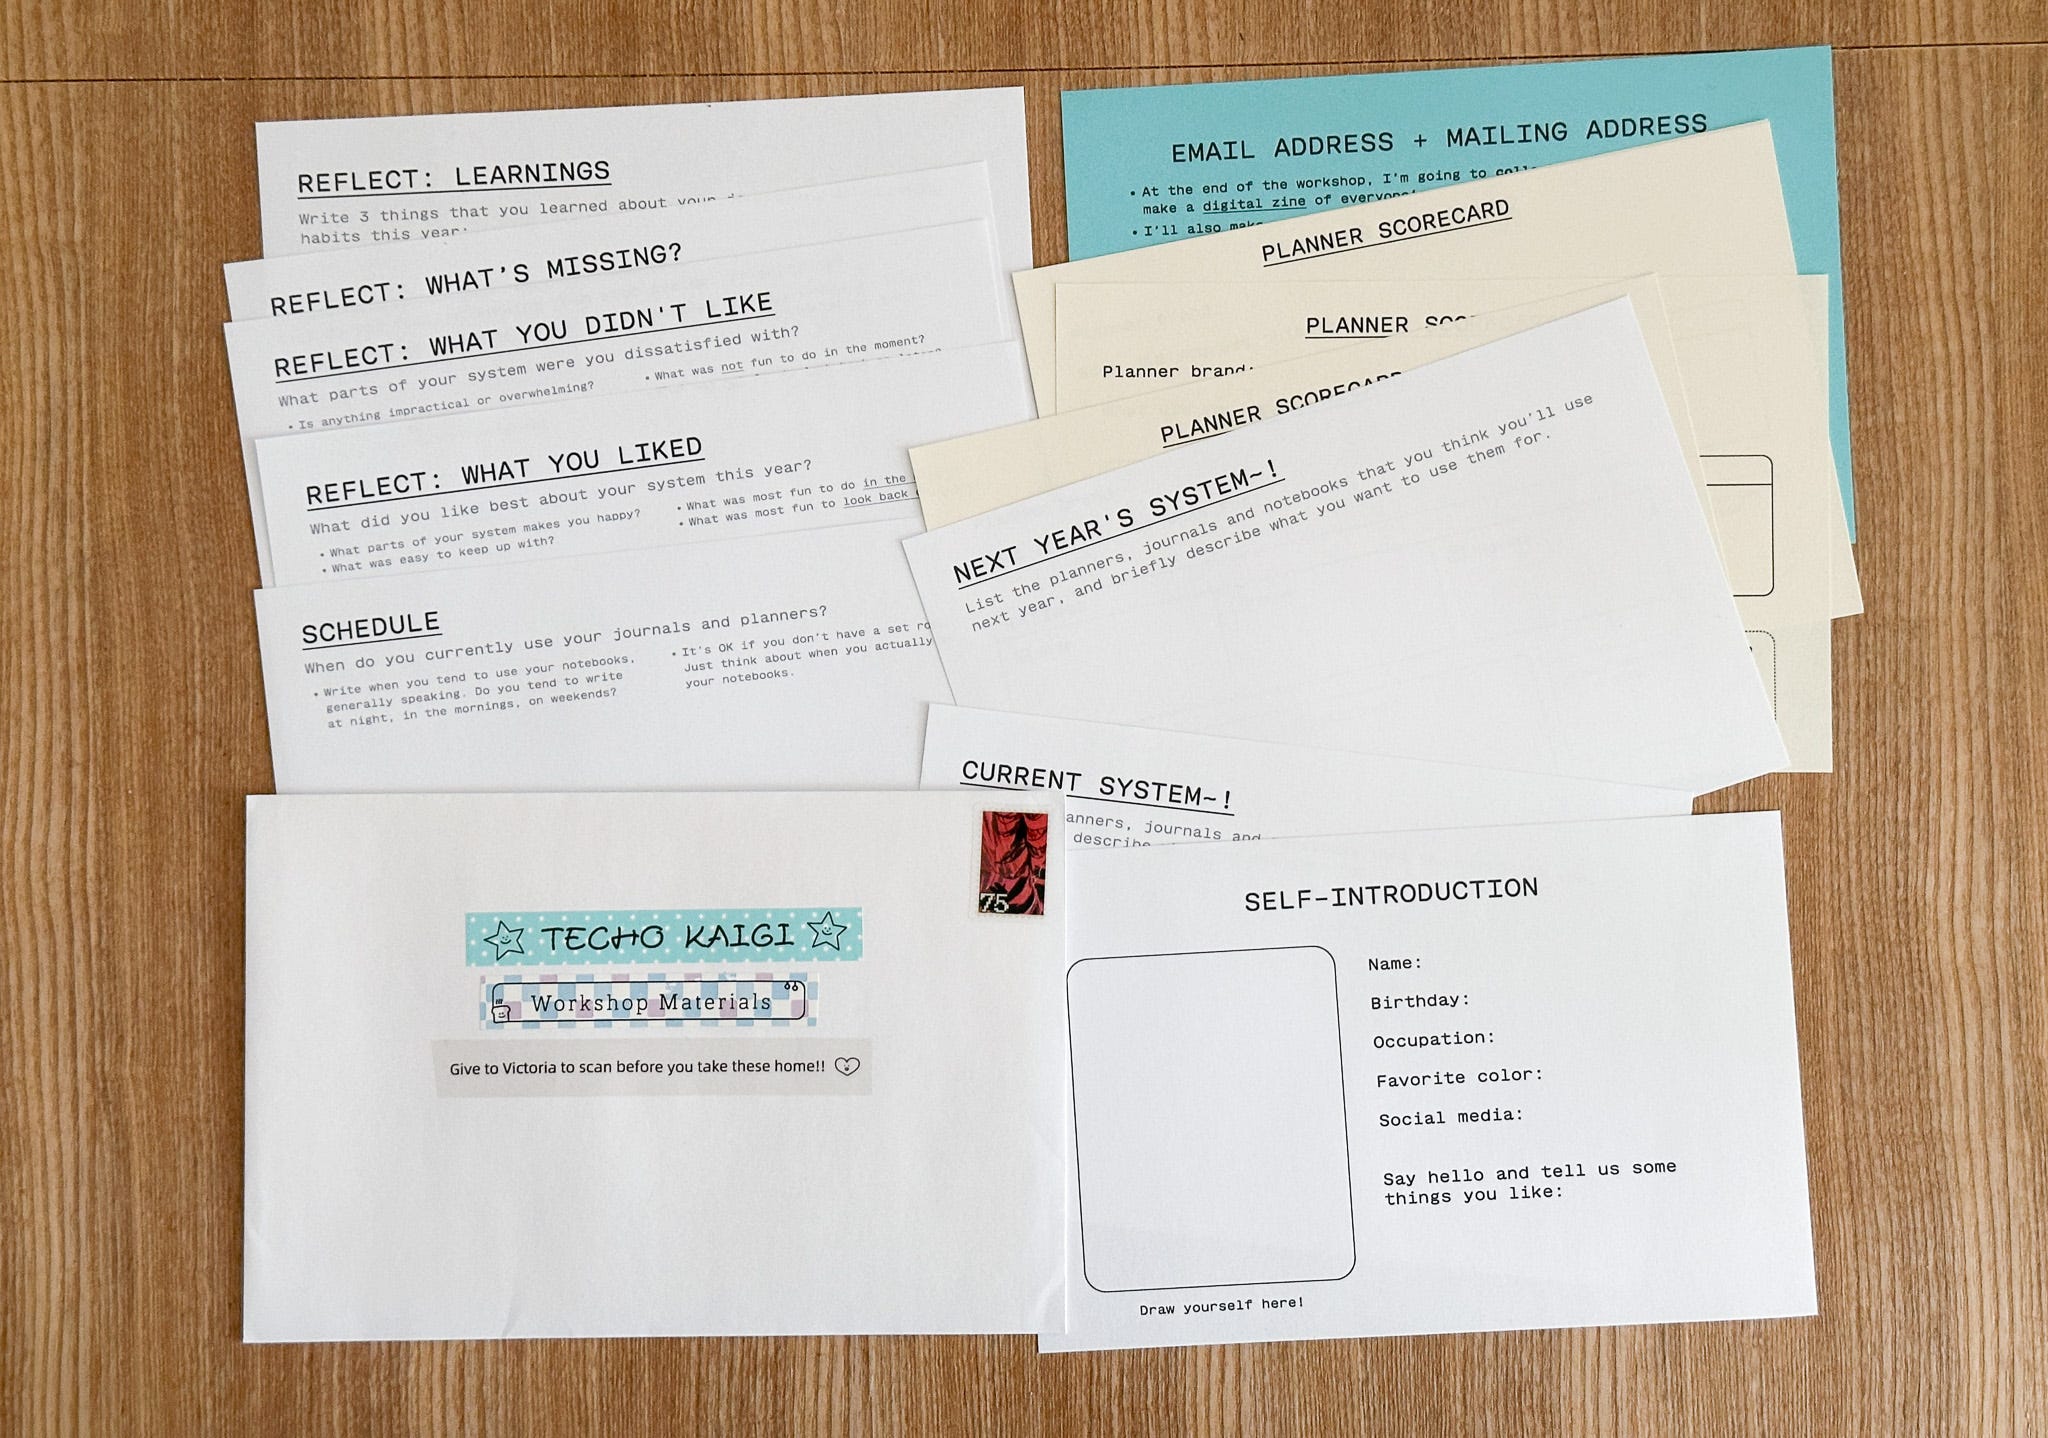 REFLECT: LEARNINGS
Write 3 things that you learned about your
habits this year:
REFLECT: WHAT'S MISSING?
REFLECT: WHAT YOU DIDN'T LIKE
What parts of your system were you dissatisfied with?
• Is anything impractical or overwhelming?
• What was not fun to do in the moment?
REFLECT: WHAT YOU LIKED
What did you like best about your system this year?
• What parts of your system makes you happy?
• What was easy to keep up with?
• What was most fun to do in the
• What was most fun to look back
SCHEDULE
When do you currently use your journals and planners?
• Write when you tend to use your notebooks,
generally speaking. Do you tend to write
at night, in the mornings, on weekends?
• It's OK if you don't have a set
Just think about when you actually
your notebooks.
EMAIL ADDRESS + MAILING ADDRESS
• At the end of the workshop, I'm going to
make a digital zine of
• I'll also make
PLANNER SCORECARD
PLANNER
Planner brand:
PLANNER SCORECARD
NEXT YEAR'S SYSTEM~!
List the planners, journals and notebooks that you think you'll use
next year, and briefly describe what you want to use them for.
CURRENT SYSTEM~!
journals and
describe
75
☆ TECHO KAIGI ☆
Workshop Materials
Give to Victoria to scan before you take these home!!
SELF-INTRODUCTION
Name:
Birthday:
Occupation:
Favorite color:
Social media:
Say hello and tell us some
things you like:
Draw yourself here!